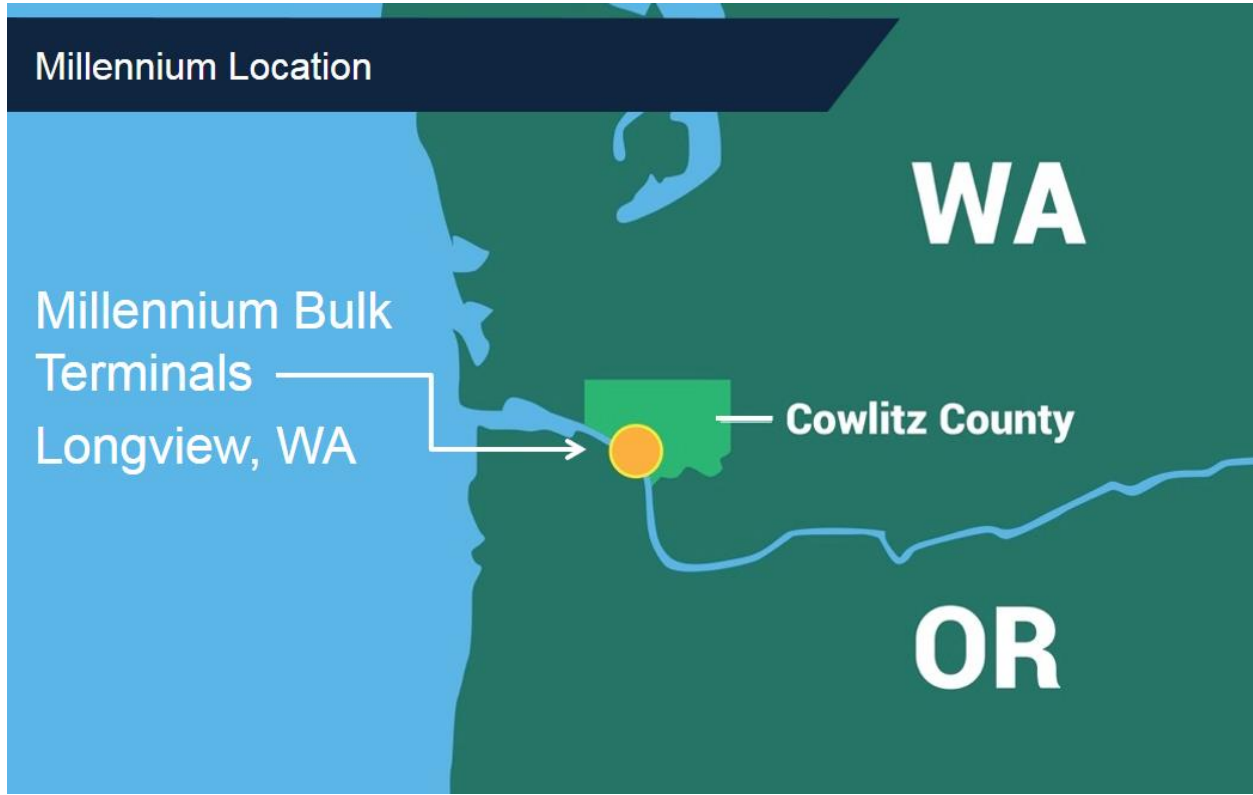 Millennium Location
WA
Millennium Bulk
Terminals
Longview, WA
Cowlitz County
OR